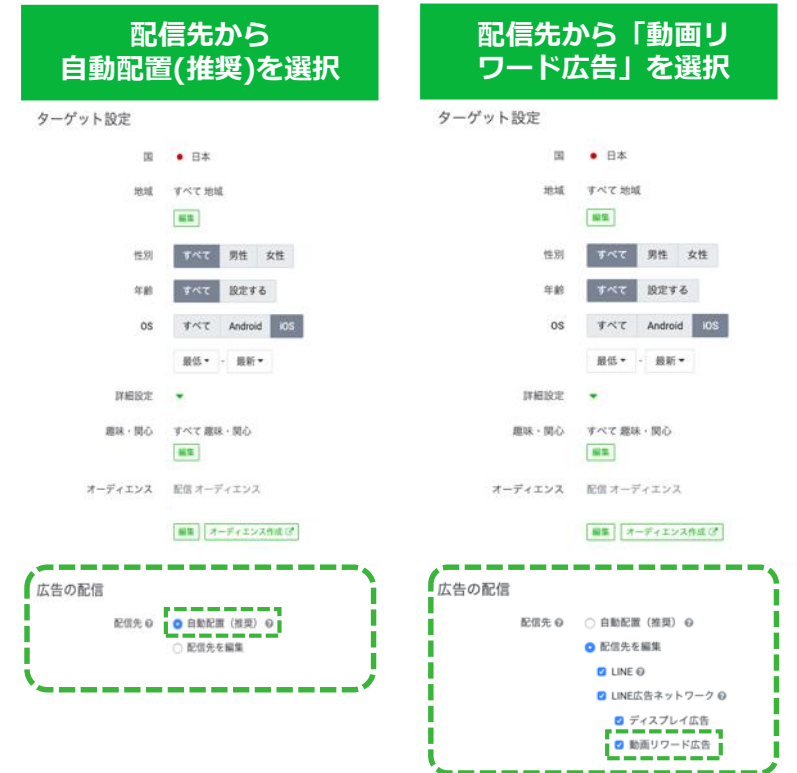 配信先から
自動配置(推奨)を選択
ターゲット設定
国 日本
地域 すべて 地域
編集
性別 すべて 男性 女性
年齢 すべて 設定する
OS すべて Android iOS
最低 - 最新
詳細設定
趣味・関心 すべて 趣味・関心
編集
オーディエンス 配信 オーディエンス
編集 オーディエンス作成
広告の配信
配信先 自動配置（推奨）
配信先を編集
配信先から「動画リ
ワード広告」を選択
ターゲット設定
国 日本
地域 すべて 地域
編集
性別 すべて 男性 女性
年齢 すべて 設定する
OS すべて Android iOS
最低 - 最新
詳細設定
趣味・関心 すべて 趣味・関心
編集
オーディエンス 配信 オーディエンス
編集 オーディエンス作成
広告の配信
配信先 自動配置（推奨）
配信先を編集
LINE
LINE広告ネットワーク
ディスプレイ広告
動画リワード広告